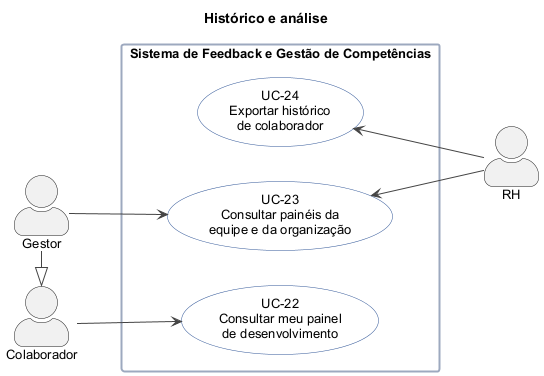 Histórico e análise
Sistema de Feedback e Gestão de Competências
UC-24
Exportar histórico
de colaborador
RH
UC-23
Consultar painéis da
equipe e da organização
Gestor
UC-22
Consultar meu painel
de desenvolvimento
Colaborador